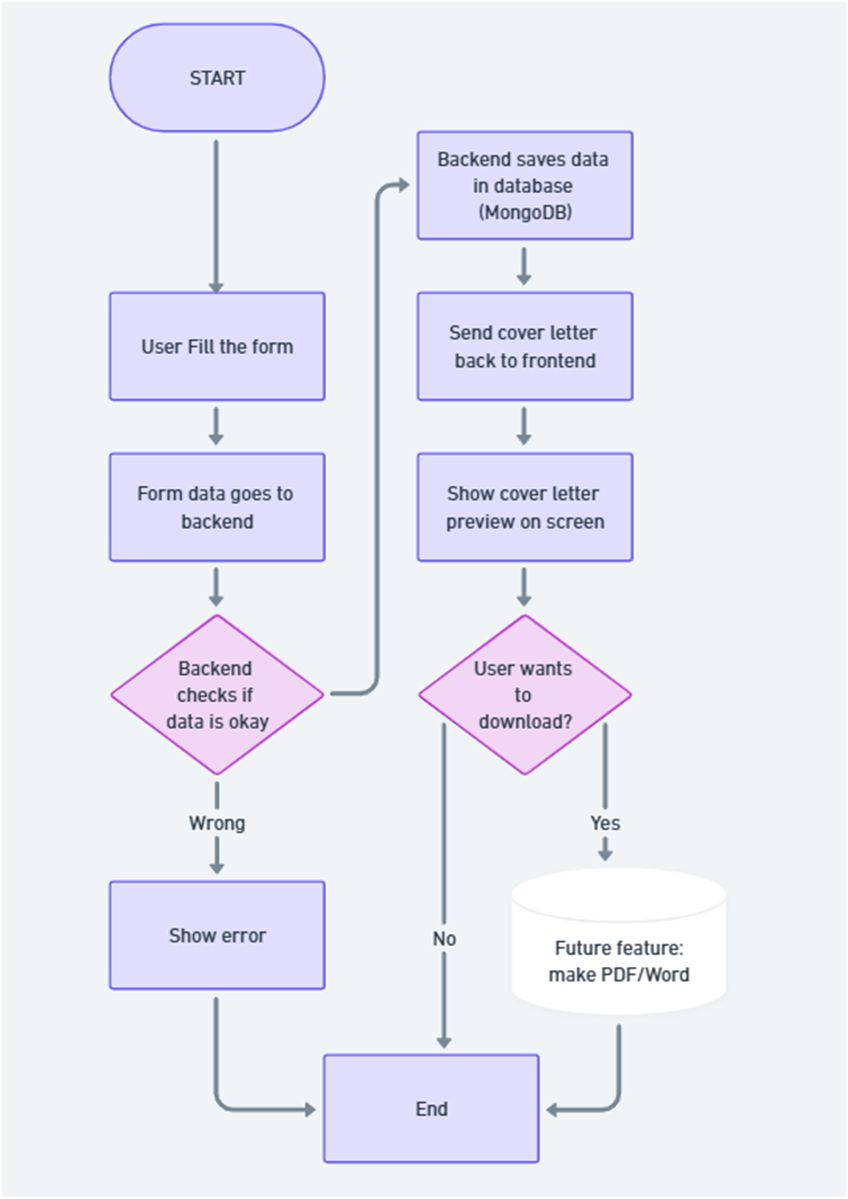 START
User Fill the form
Form data goes to
backend
Backend
checks if
data is okay
Wrong
Show error
Backend saves data
in database
(MongoDB)
Send cover letter
back to frontend
Show cover letter
preview on screen
User wants
to
download?
Yes
No
Future feature:
make PDF/Word
End